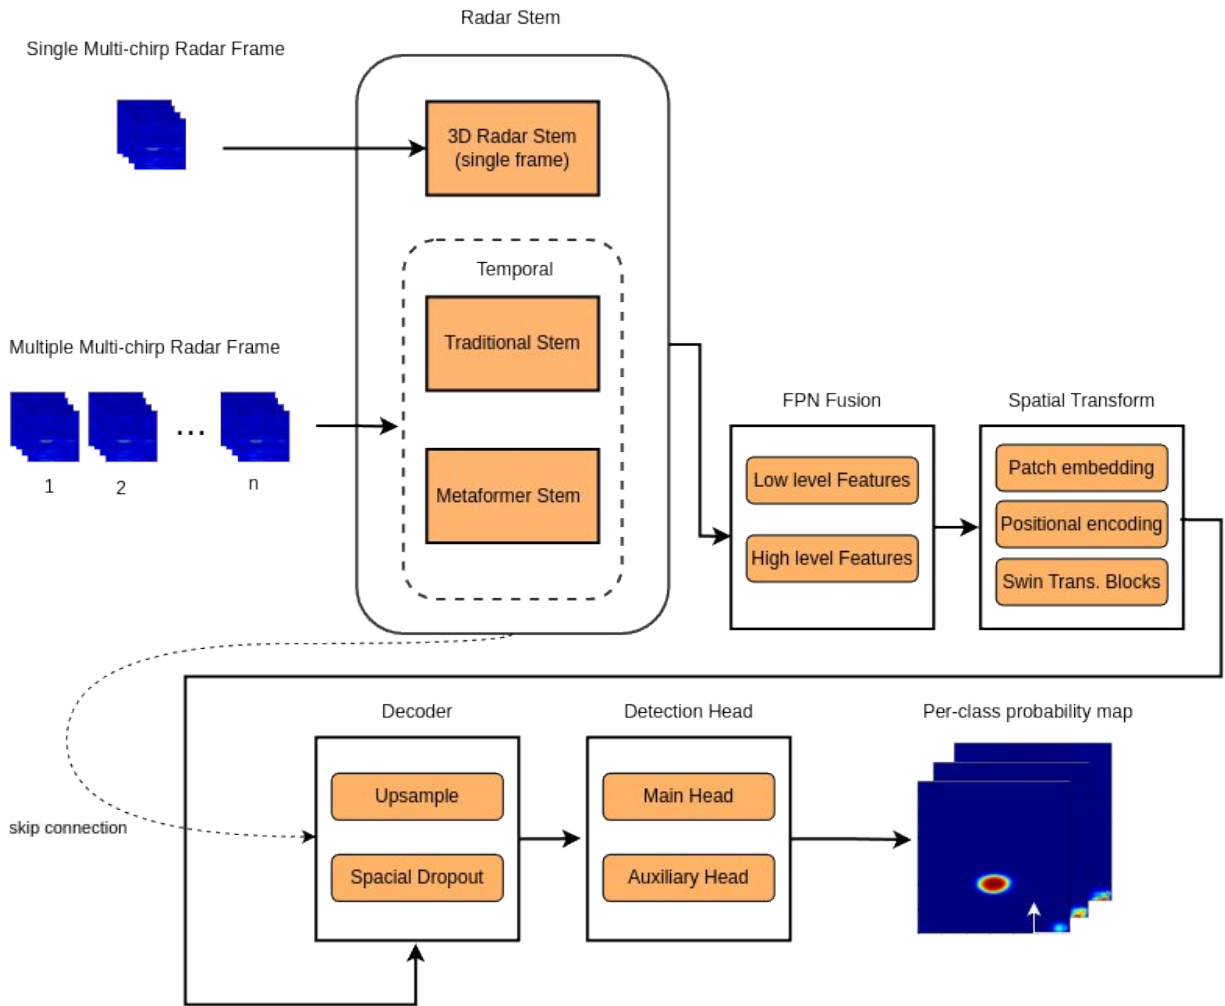 Radar Stem
Single Multi-chirp Radar Frame
3D Radar Stem
(single frame)
Temporal
Traditional Stem
Multiple Multi-chirp Radar Frame
...
1
2
n
Metaformer Stem
FPN Fusion
Low level Features
High level Features
Spatial Transform
Patch embedding
Positional encoding
Swin Trans. Blocks
skip connection
Decoder
Upsample
Spacial Dropout
Detection Head
Main Head
Auxiliary Head
Per-class probability map